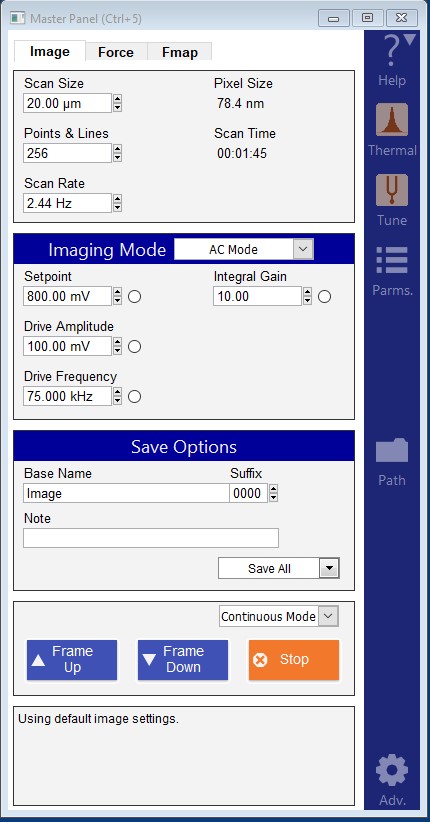 Master Panel (Ctrl+5)
Image Force Fmap
Scan Size Pixel Size
20.00 µm 78.4 nm
Points & Lines Scan Time
256 00:01:45
Scan Rate
2.44 Hz
Imaging Mode AC Mode
Setpoint Integral Gain
800.00 mV 10.00
Drive Amplitude
100.00 mV
Drive Frequency
75.000 kHz
Save Options
Base Name Suffix
Image 0000
Note
Save All
Continuous Mode
Frame Up
Frame Down
Stop
Using default image settings.
?
Help
Thermal
Tune
Parms.
Path
Adv.